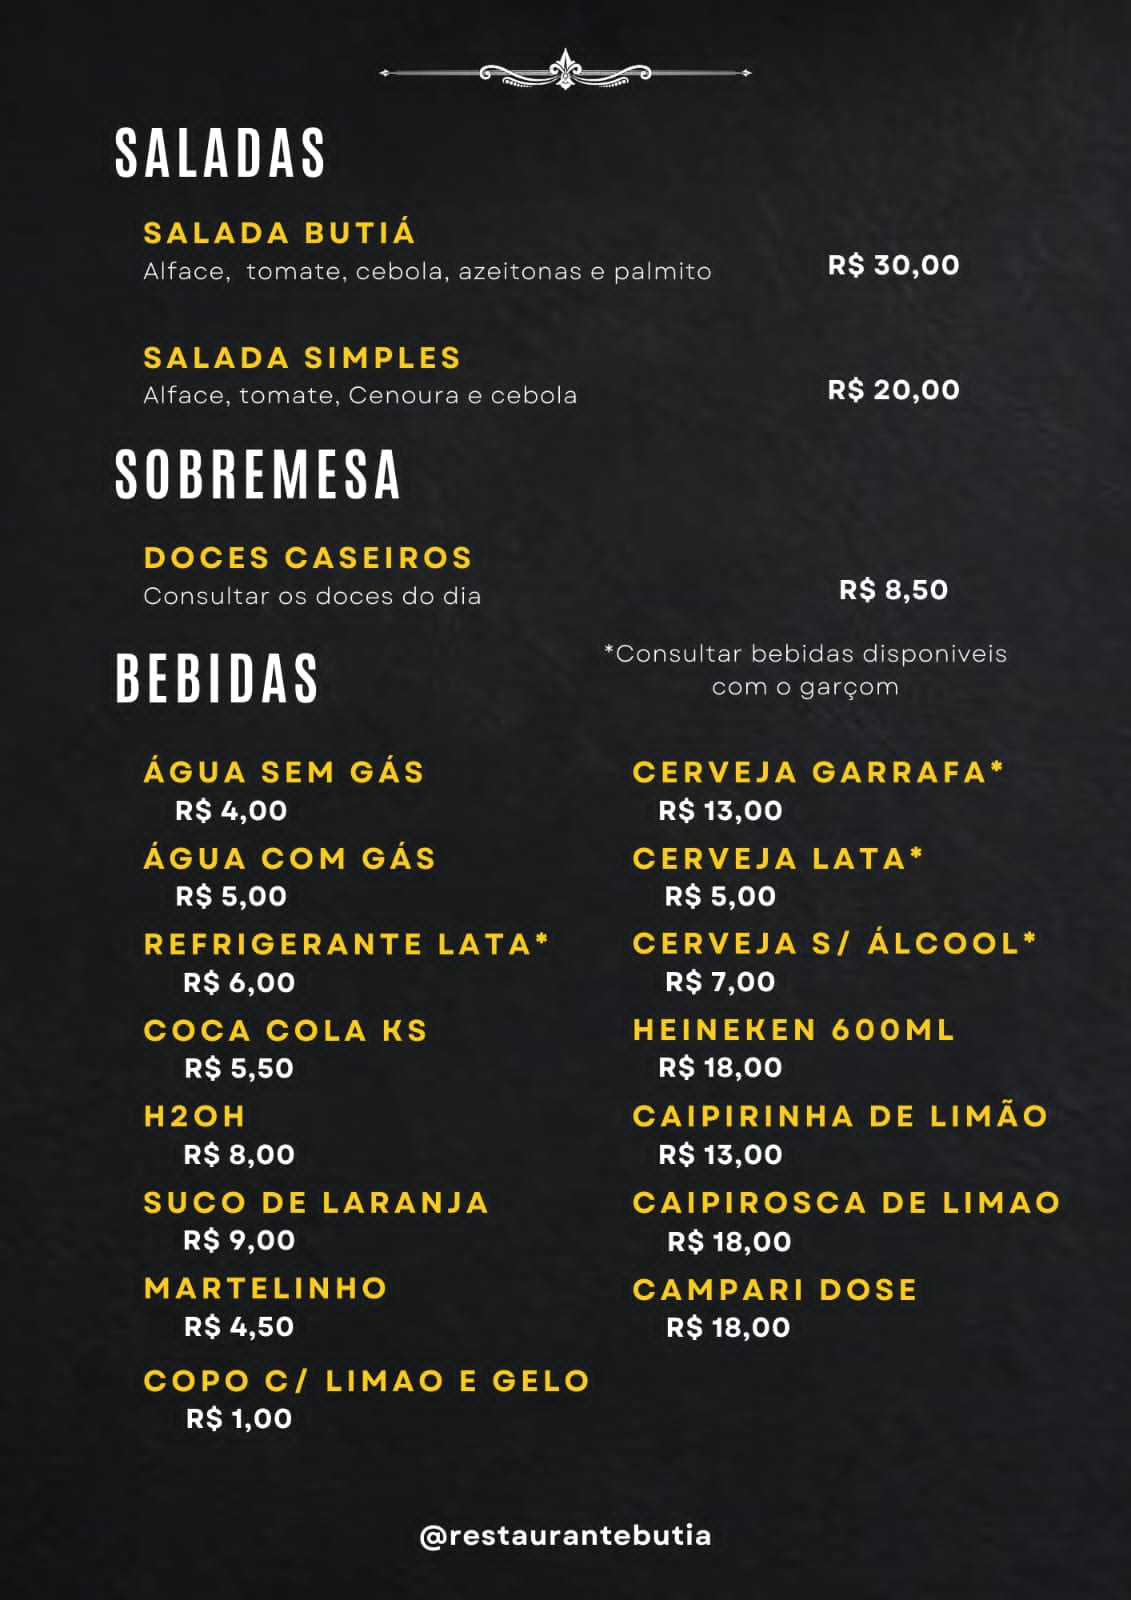 SALADAS
SALADA BUTIÁ
Alface, tomate, cebola, azeitonas e palmito
R$ 30,00
SALADA SIMPLES
Alface, tomate, Cenoura e cebola
R$ 20,00
SOBREMESA
DOCES CASEIROS
Consultar os doces do dia
R$ 8,50
BEBIDAS
*Consultar bebidas disponiveis
com o garçom
ÁGUA SEM GÁS
R$ 4,00
ÁGUA COM GÁS
R$ 5,00
REFRIGERANTE LATA*
R$ 6,00
COCA COLA KS
R$ 5,50
H2OH
R$ 8,00
SUCO DE LARANJA
R$ 9,00
MARTELINHO
R$ 4,50
COPO C/ LIMAO E GELO
R$ 1,00
CERVEJA GARRAFA*
R$ 13,00
CERVEJA LATA*
R$ 5,00
CERVEJA S/ ÁLCOOL*
R$ 7,00
HEINEKEN 600ML
R$ 18,00
CAIPIRINHA DE LIMÃO
R$ 13,00
CAIPIROSCA DE LIMAO
R$ 18,00
CAMPARI DOSE
R$ 18,00
@restaurantebutia